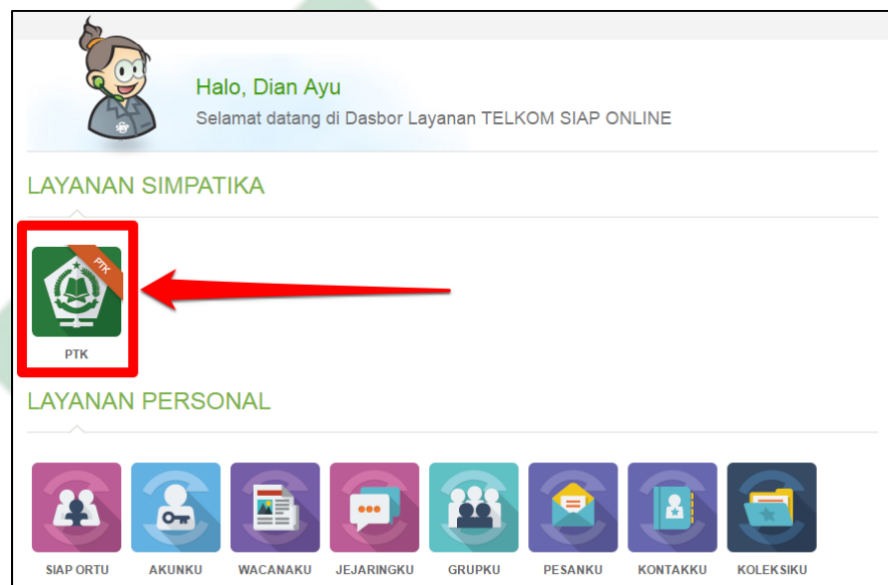 Halo, Dian Ayu
Selamat datang di Dasbor Layanan TELKOM SIAP ONLINE
LAYANAN SIMPATIKA
PTK
PTK
LAYANAN PERSONAL
SIAP ORTU AKUNKU WACANAKU JEJARINGKU GRUPKU PESANKU KONTAKKU KOLEKSIKU